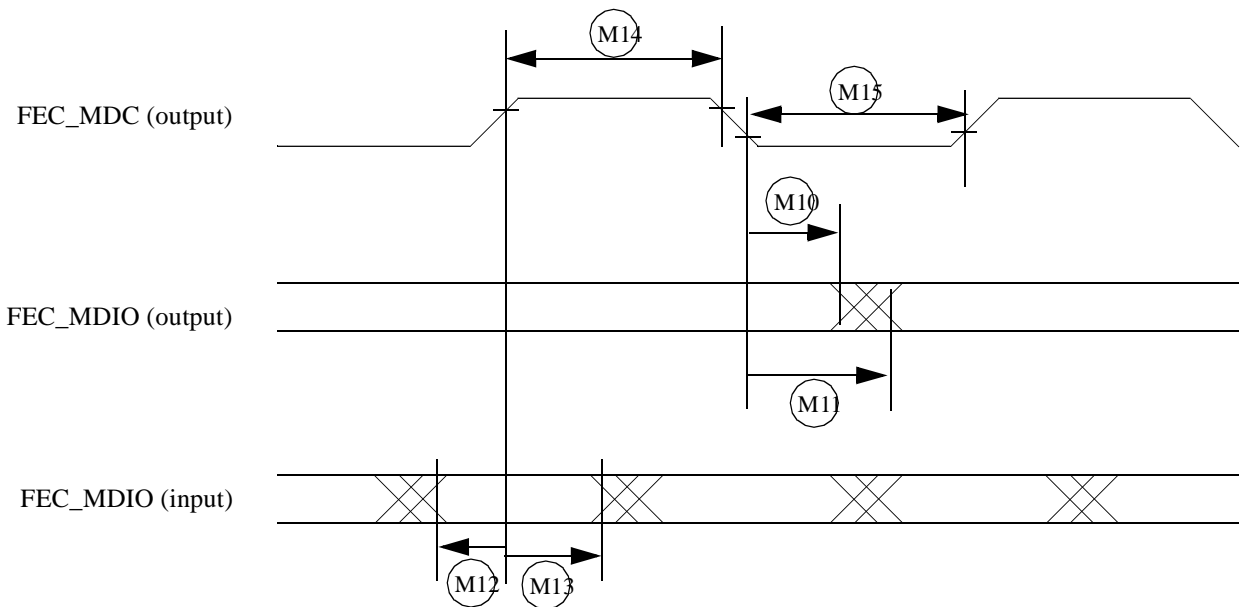 M14
FEC_MDC (output)
M15
M10
FEC_MDIO (output)
M11
FEC_MDIO (input)
M12
M13